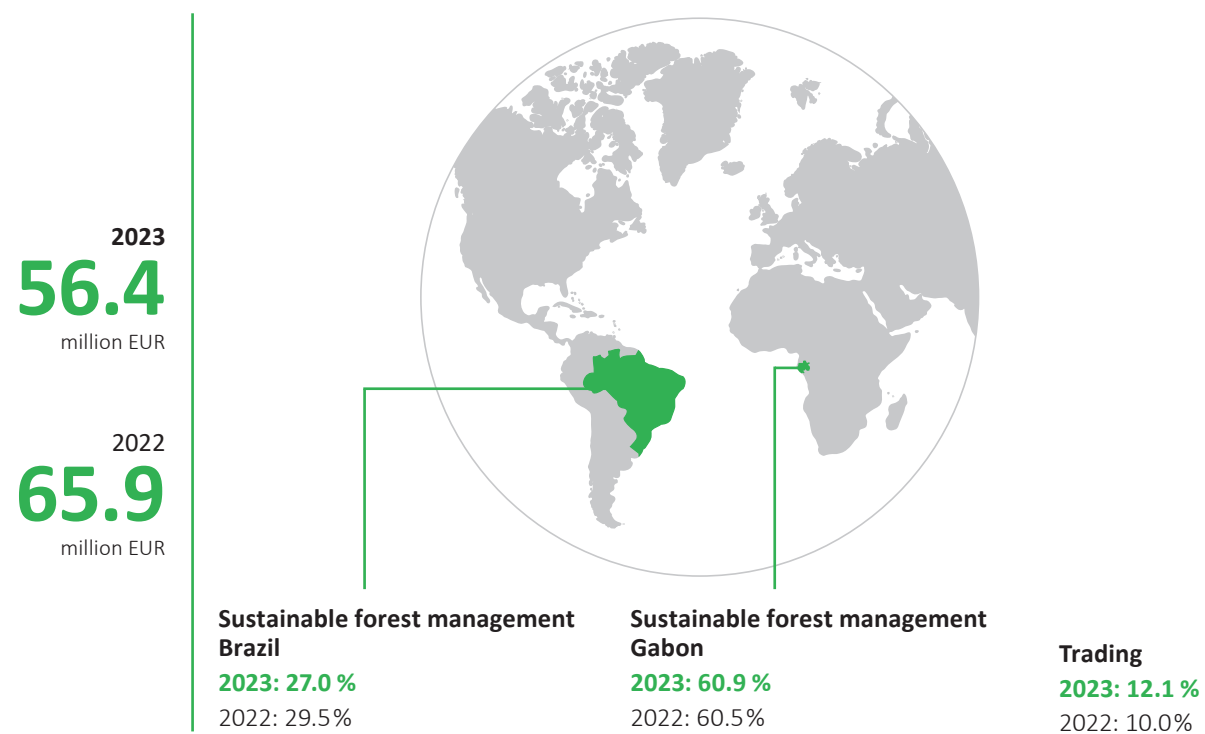 2023
56.4
million EUR
2022
65.9
million EUR
Sustainable forest management
Brazil
2023: 27.0 %
2022: 29.5%
Sustainable forest management
Gabon
2023: 60.9 %
2022: 60.5%
Trading
2023: 12.1 %
2022: 10.0%